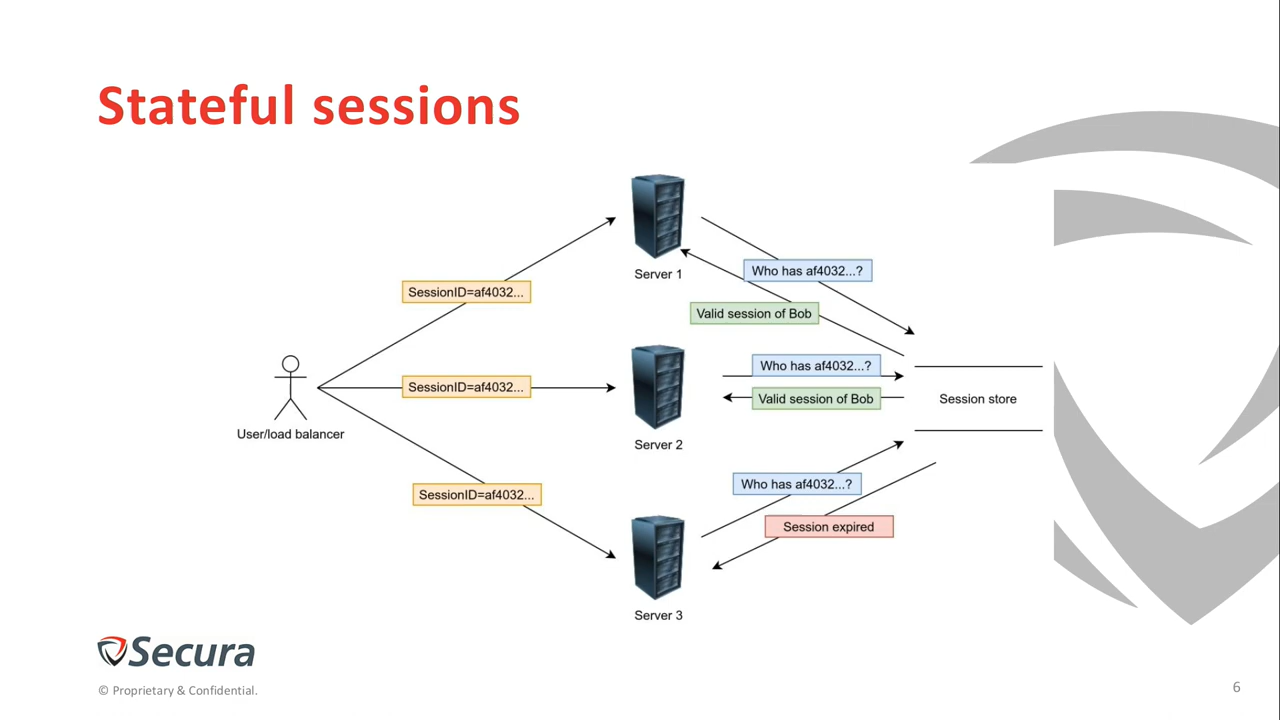 Stateful sessions
Server 1
Who has af4032...?
SessionID=af4032...
Valid session of Bob
Who has af4032...?
SessionID=af4032...
Valid session of Bob
Session store
User/load balancer
Server 2
Who has af4032...?
SessionID=af4032...
Session expired
Server 3
Secura
© Proprietary & Confidential.
6